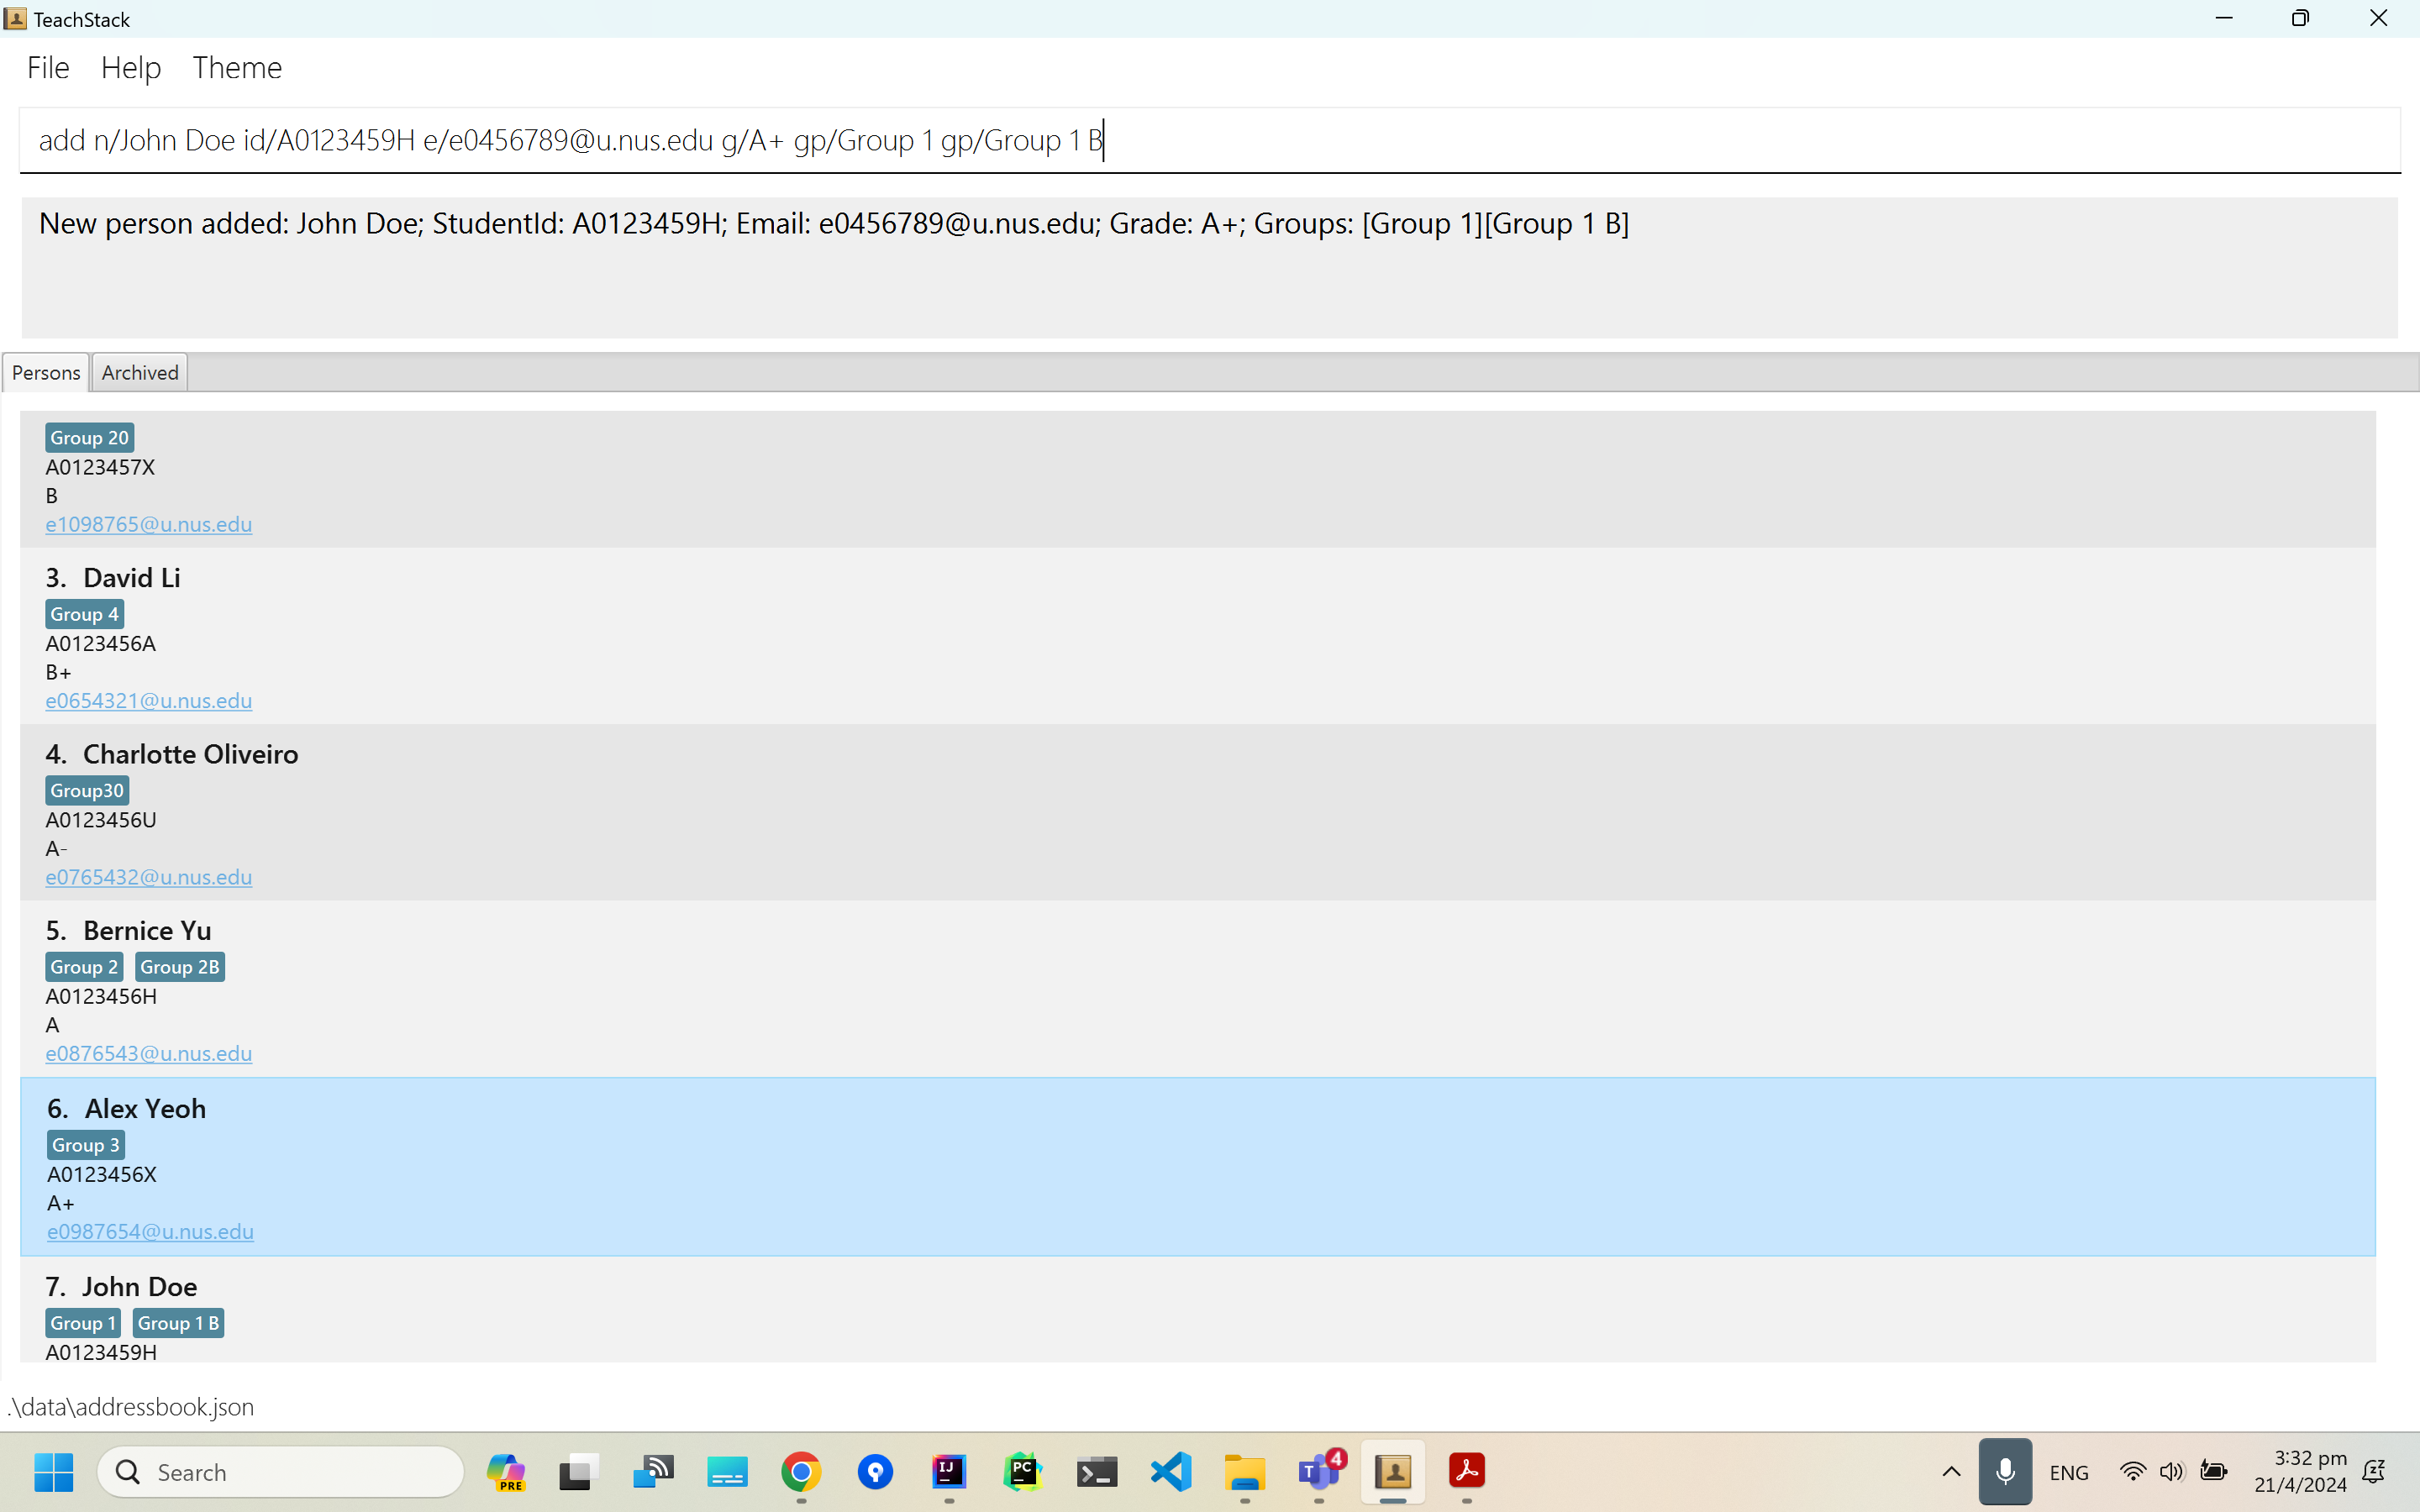 TeachStack
File Help Theme
add n/John Doe id/A0123459H e/e0456789@u.nus.edu g/A+ gp/Group 1 gp/Group 1 B
New person added: John Doe; StudentId: A0123459H; Email: e0456789@u.nus.edu; Grade: A+; Groups: [Group 1][Group 1 B]
Persons Archived
Group 20
A0123457X
B
e1098765@u.nus.edu
3. David Li
Group 4
A0123456A
B+
e0654321@u.nus.edu
4. Charlotte Oliveiro
Group30
A0123456U
A-
e0765432@u.nus.edu
5. Bernice Yu
Group 2 Group 2B
A0123456H
A
e0876543@u.nus.edu
6. Alex Yeoh
Group 3
A0123456X
A+
e0987654@u.nus.edu
7. John Doe
Group 1 Group 1 B
A0123459H
.\data\addressbook.json
Search PRE IJ PC T 4 ENG 3:32 pm
21/4/2024